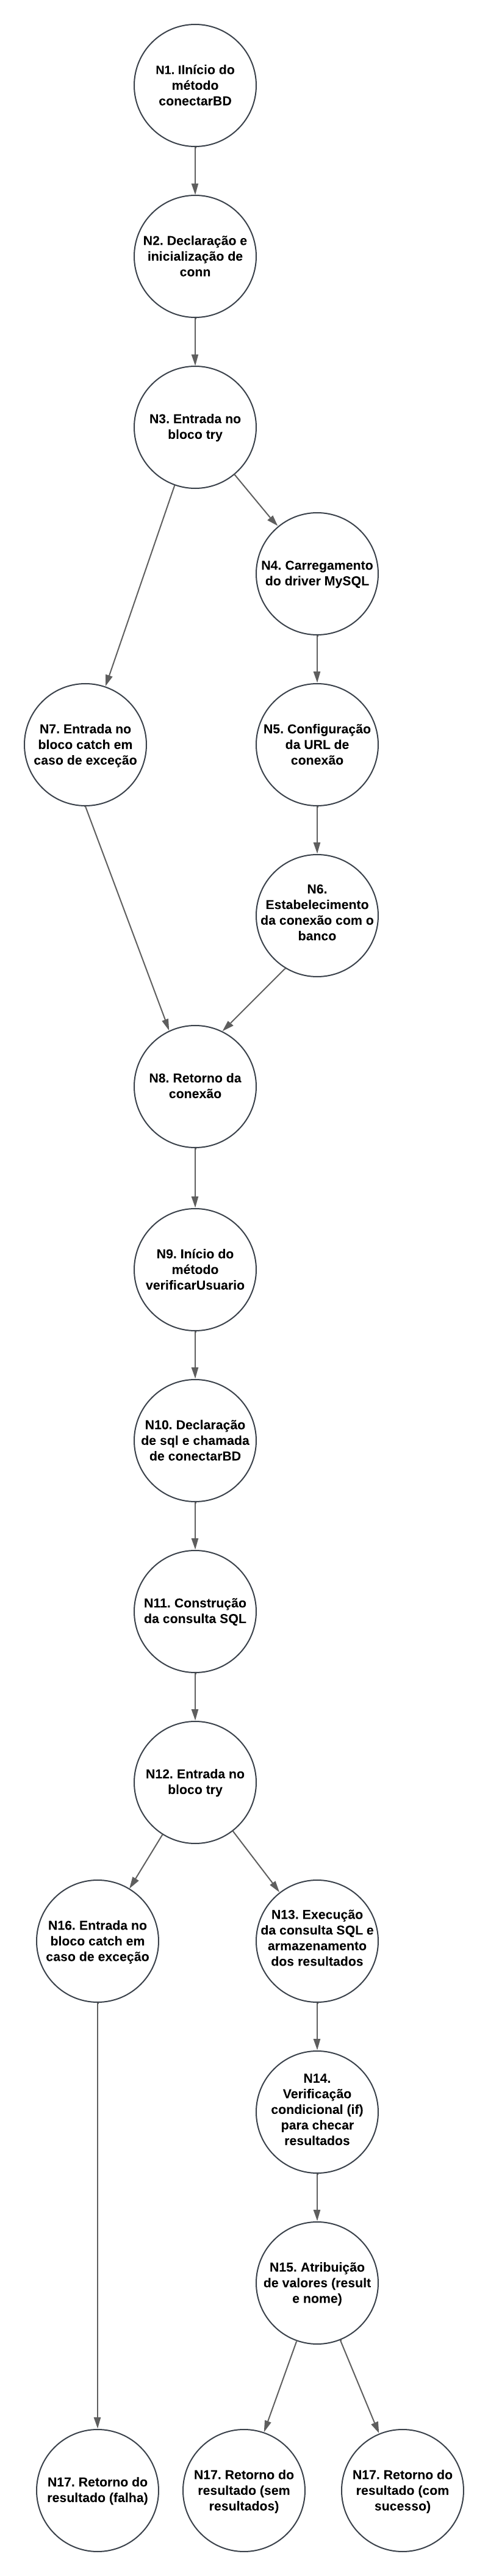 N1. IInício do
método
conectarBD
N2. Declaração e
inicialização de
conn
N3. Entrada no
bloco try
N4. Carregamento
do driver MySQL
N7. Entrada no
bloco catch em
caso de exceção
N5. Configuração
da URL de
conexão
N6.
Estabelecimento
da conexão com o
banco
N8. Retorno da
conexão
N9. Início do
método
verificarUsuario
N10. Declaração
de sql e chamada
de conectarBD
N11. Construção
da consulta SQL
N12. Entrada no
bloco try
N16. Entrada no
bloco catch em
caso de exceção
N13. Execução
da consulta SQL e
armazenamento
dos resultados
N14.
Verificação
condicional (if)
para checar
resultados
N15. Atribuição
de valores (result
e nome)
N17. Retorno do
resultado (falha)
N17. Retorno do
resultado (sem
resultados)
N17. Retorno do
resultado (com
sucesso)